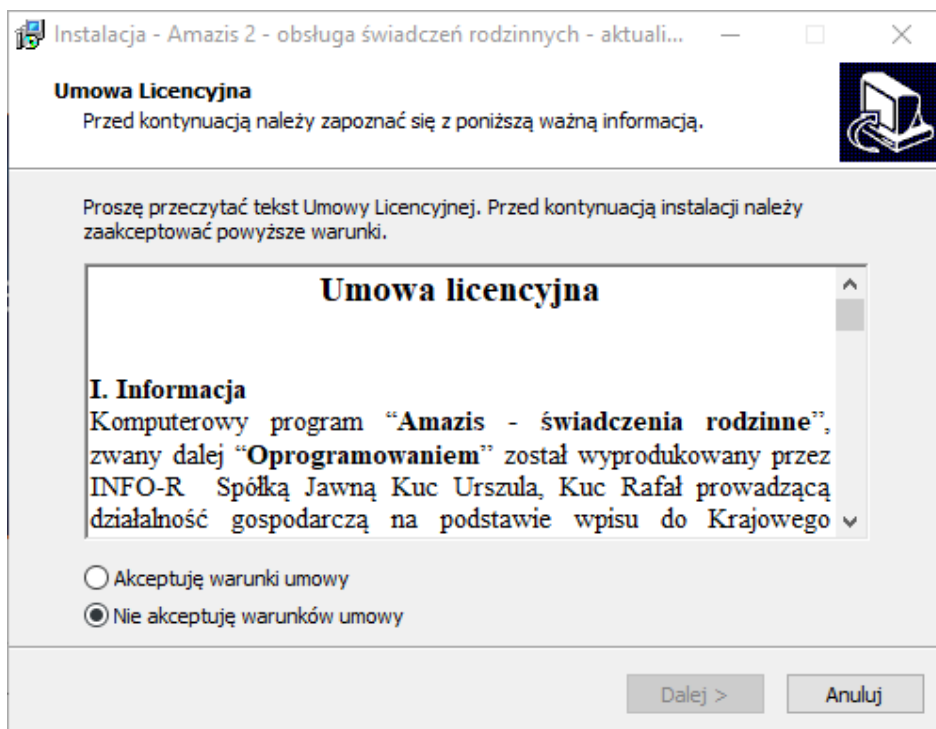 Instalacja - Amazis 2 - obsługa świadczeń rodzinnych - aktuali...
Umowa Licencyjna
Przed kontynuacją należy zapoznać się z poniższą ważną informacją.
Proszę przeczytać tekst Umowy Licencyjnej. Przed kontynuacją instalacji należy
zaakceptować powyższe warunki.
Umowa licencyjna
I. Informacja
Komputerowy program “Amazis - świadczenia rodzinne”,
zwany dalej “Oprogramowaniem” został wyprodukowany przez
INFO-R Spółką Jawną Kuc Urszula, Kuc Rafał prowadzącą
działalność gospodarczą na podstawie wpisu do Krajowego
Akceptuję warunki umowy
Nie akceptuję warunków umowy
Dalej >
Anuluj